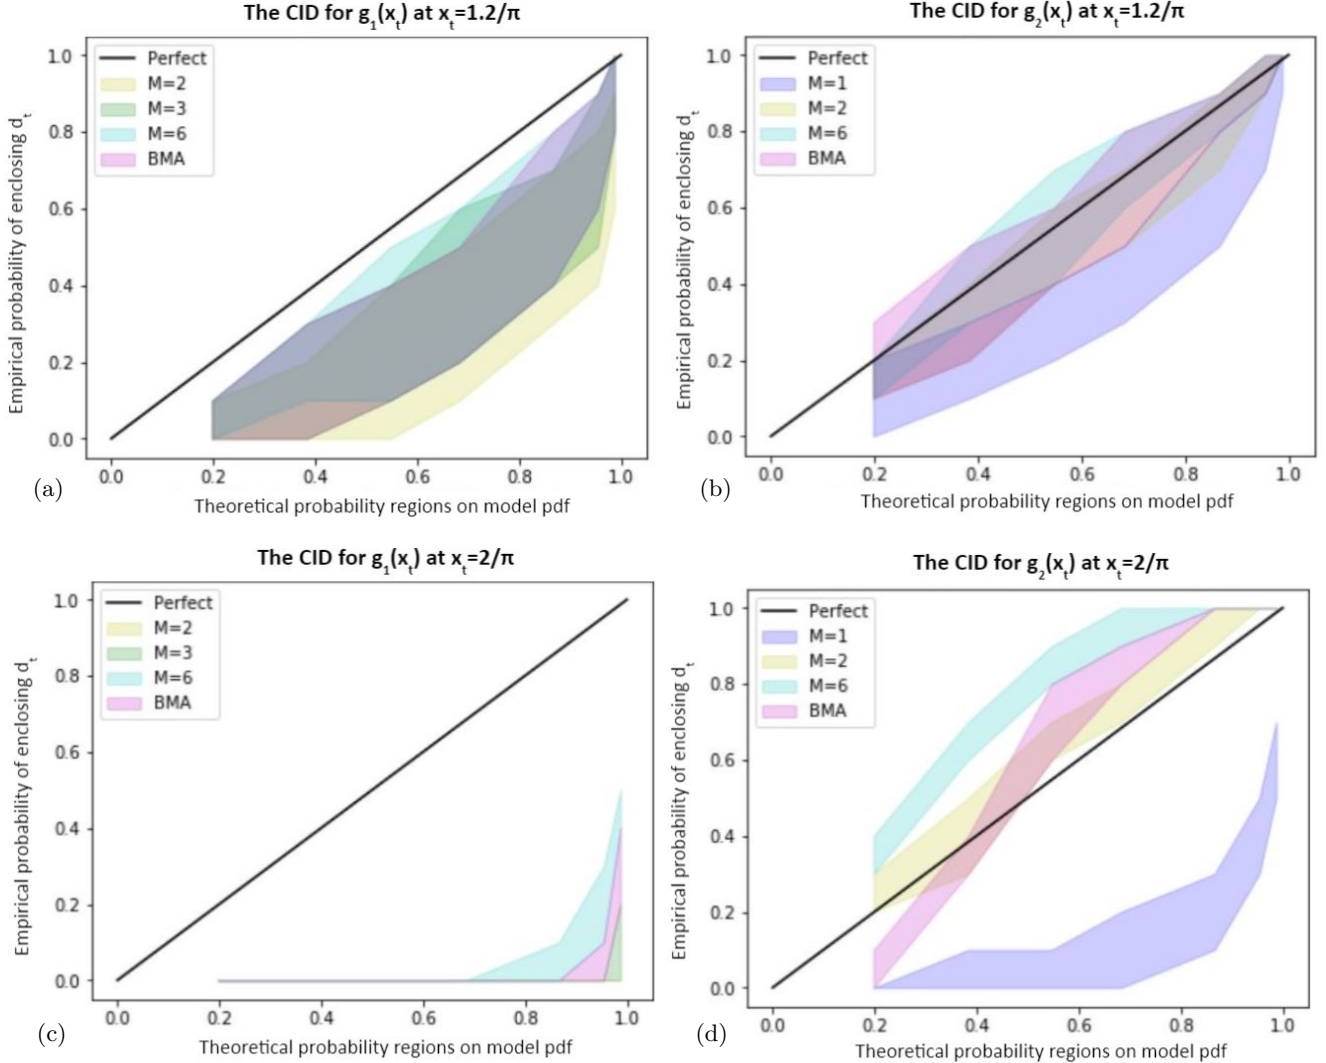 The CID for g₁(xₜ) at xₜ=1.2/π
Empirical probability of enclosing dₜ
1.0
0.8
0.6
0.4
0.2
0.0
Perfect
M=2
M=3
M=6
BMA
0.0 0.2 0.4 0.6 0.8 1.0
(a)
Theoretical probability regions on model pdf
The CID for g₂(xₜ) at xₜ=1.2/π
Empirical probability of enclosing dₜ
1.0
0.8
0.6
0.4
0.2
0.0
Perfect
M=1
M=2
M=6
BMA
0.0 0.2 0.4 0.6 0.8 1.0
(b)
Theoretical probability regions on model pdf
The CID for g₁(xₜ) at xₜ=2/π
Empirical probability of enclosing dₜ
1.0
0.8
0.6
0.4
0.2
0.0
Perfect
M=2
M=3
M=6
BMA
0.0 0.2 0.4 0.6 0.8 1.0
(c)
Theoretical probability regions on model pdf
The CID for g₂(xₜ) at xₜ=2/π
Empirical probability of enclosing dₜ
1.0
0.8
0.6
0.4
0.2
0.0
Perfect
M=1
M=2
M=6
BMA
0.0 0.2 0.4 0.6 0.8 1.0
(d)
Theoretical probability regions on model pdf